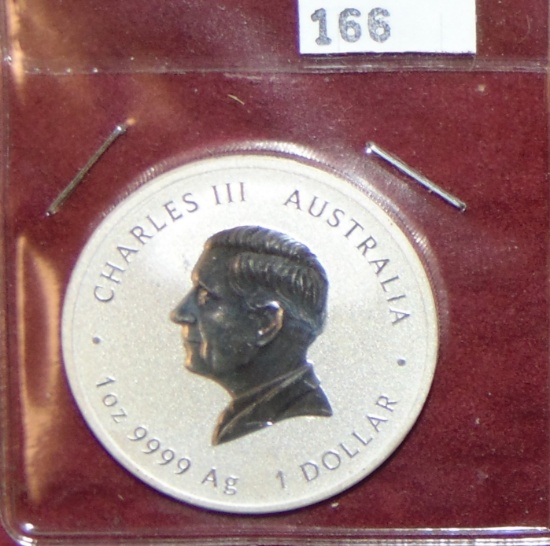 166
CHARLES III AUSTRALIA
1oz 9999 Ag 1 DOLLAR